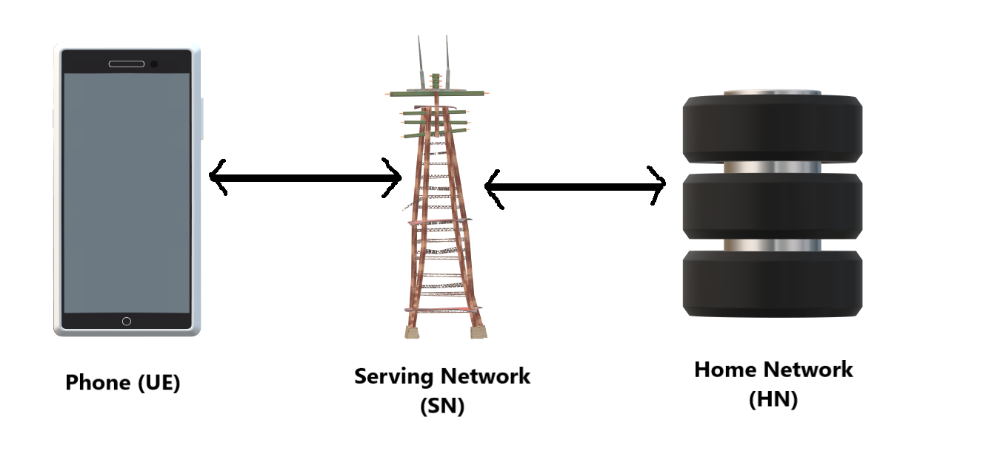 Phone (UE)
Serving Network
(SN)
Home Network
(HN)